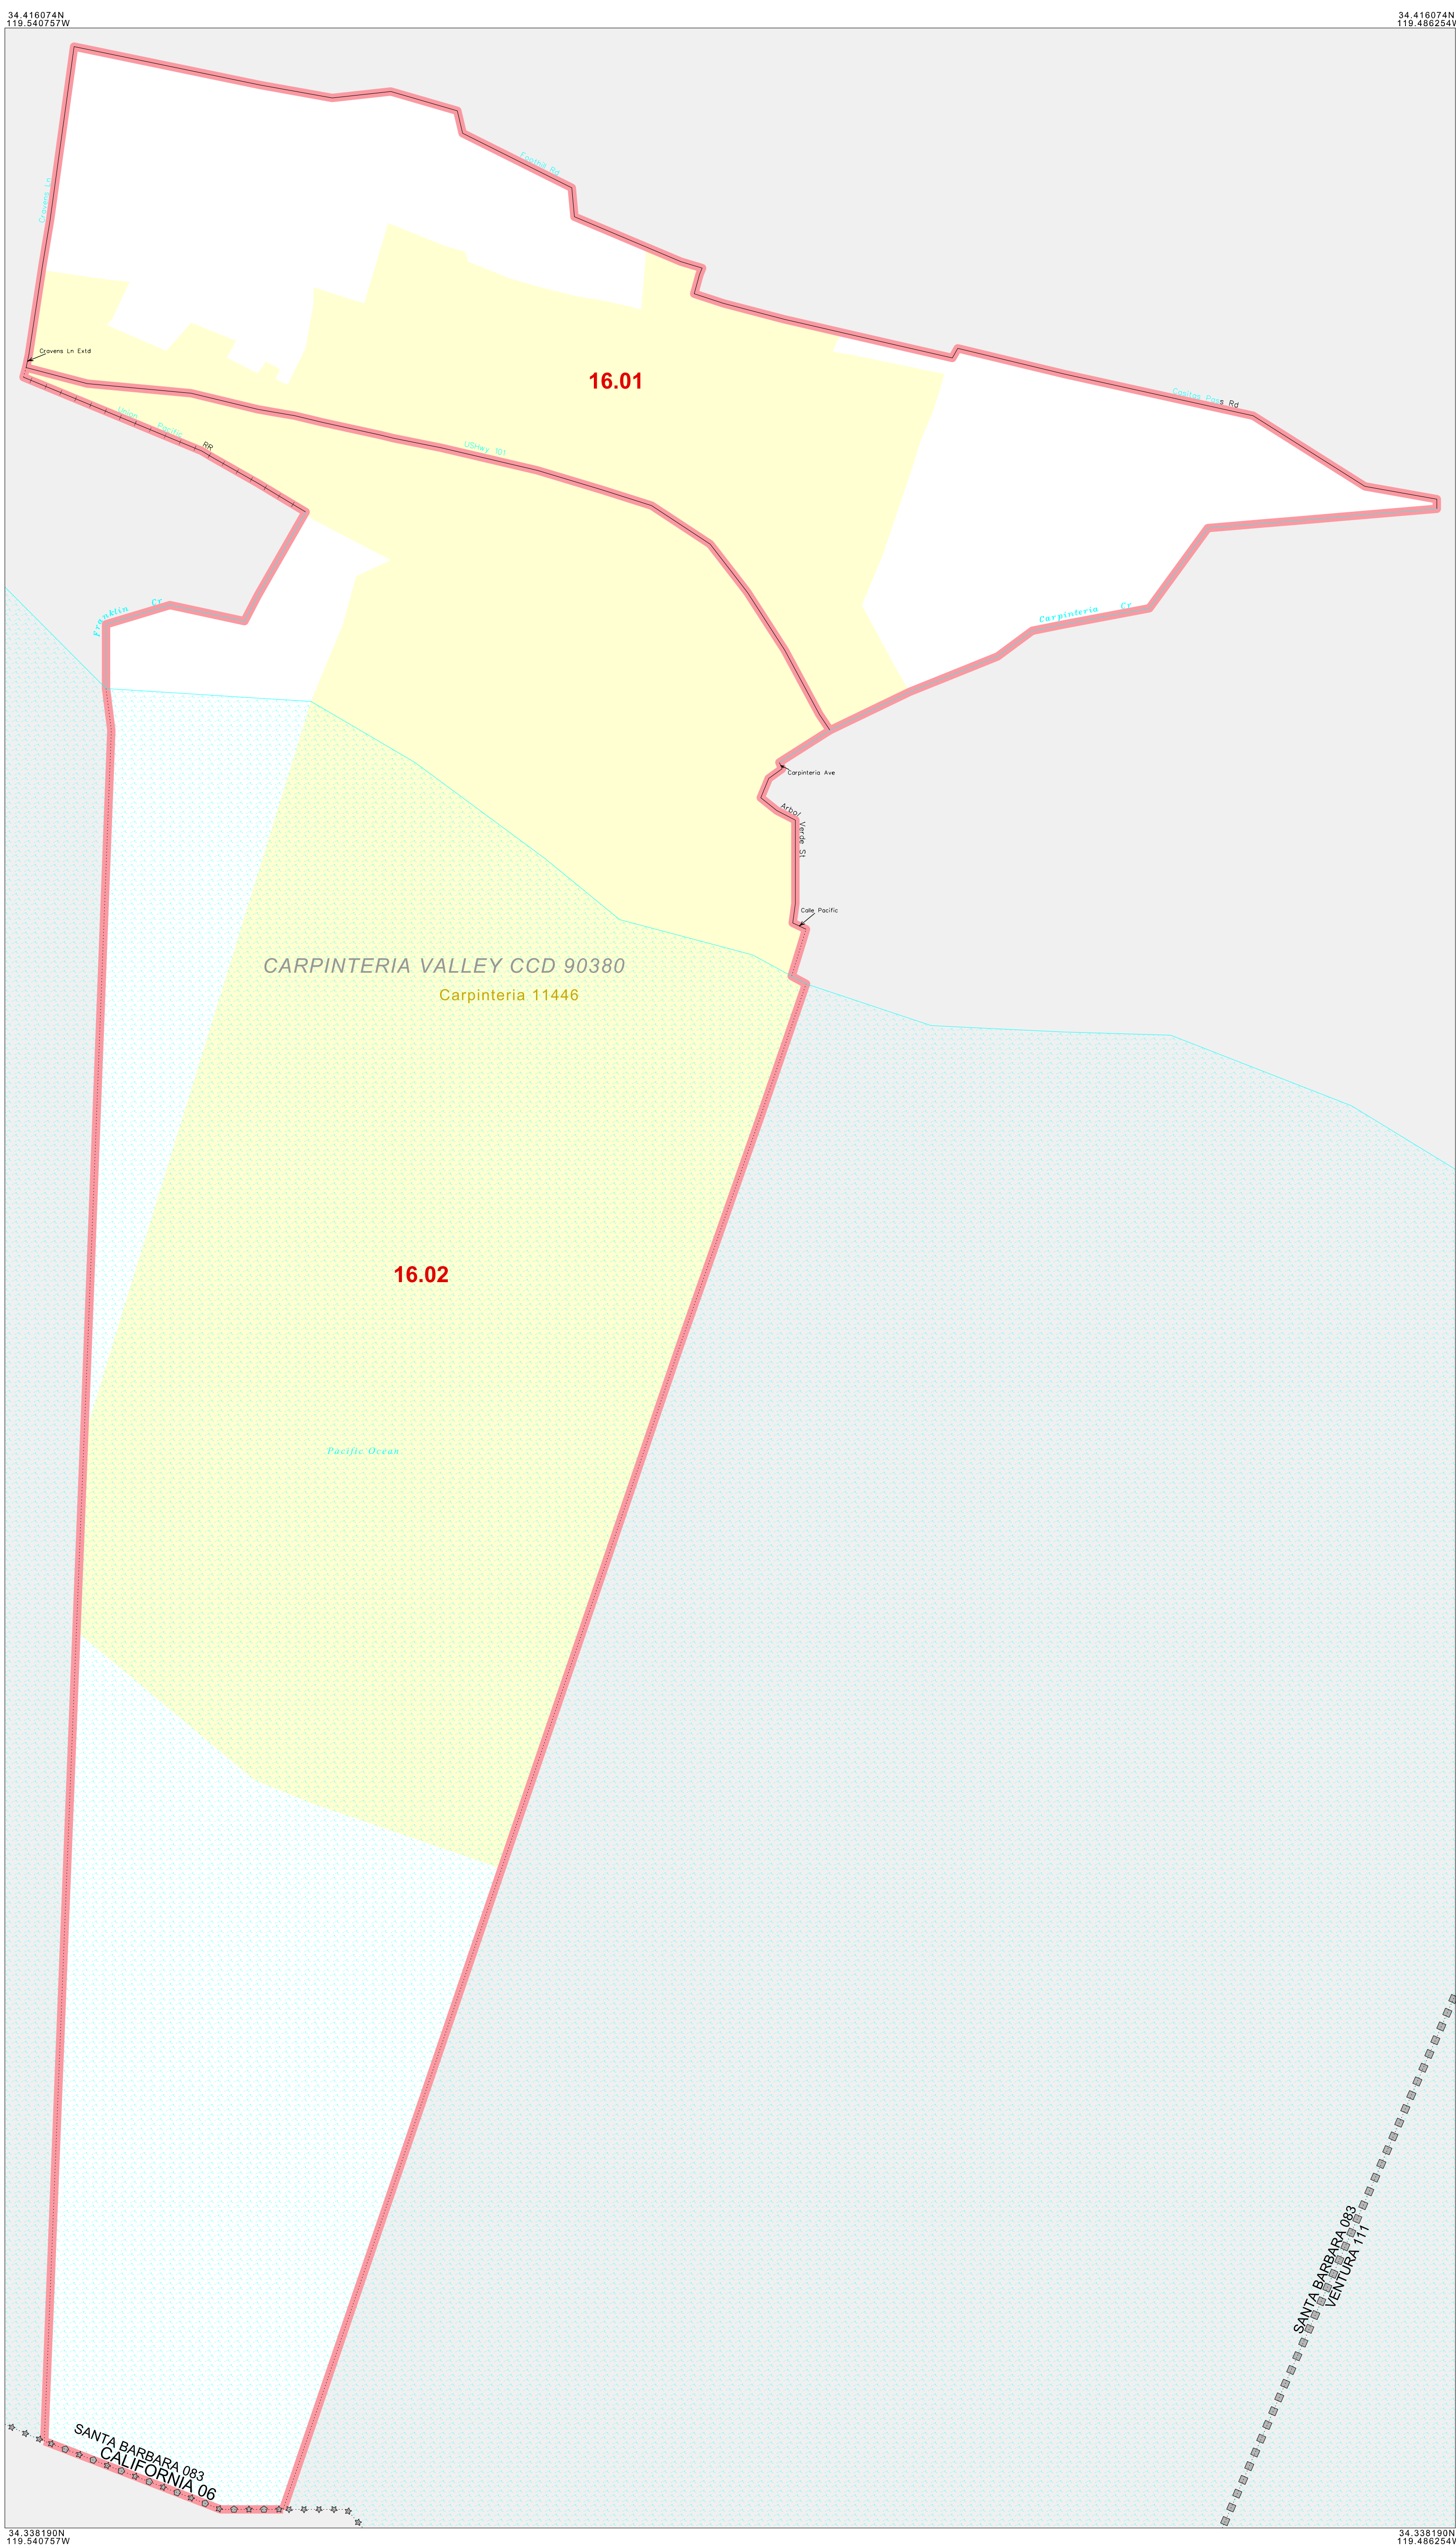 34.416074N
119.540757W
34.416074N
119.486254W
Foothill Rd
Cravens Ln
Cravens Ln Extd
16.01
Casitas Pass Rd
Union Pacific RR
USHwy 101
Franklin Cr
Carpinteria Cr
Carpinteria Ave
Arbol Verde St
Calle Pacific
CARPINTERIA VALLEY CCD 90380
Carpinteria 11446
16.02
Pacific Ocean
SANTA BARBARA 083
VENTURA 111
SANTA BARBARA 083
CALIFORNIA 06
34.338190N
119.540757W
34.338190N
119.486254W